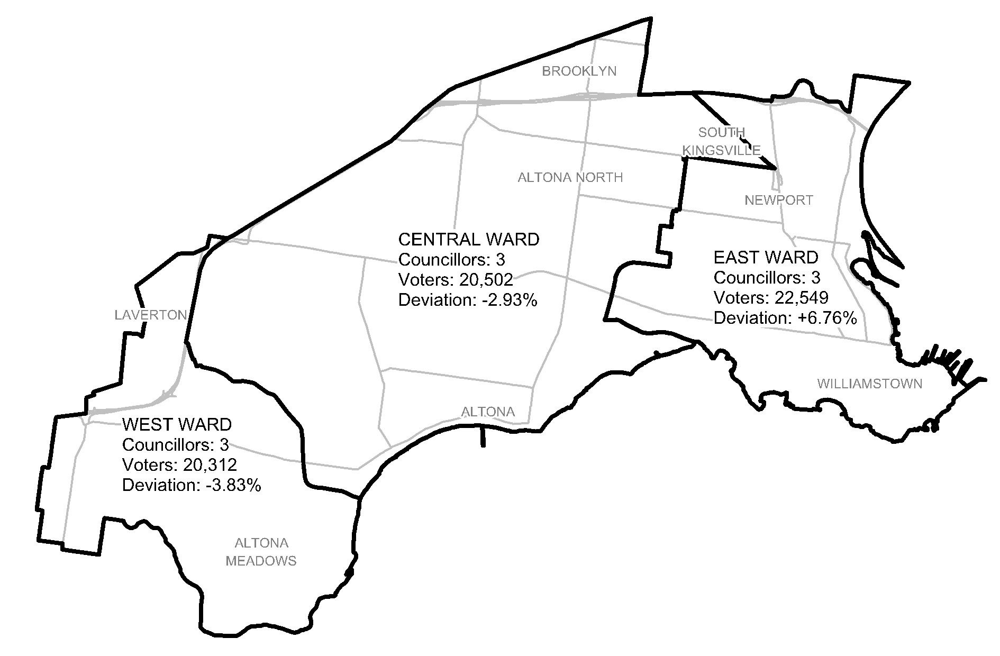 BROOKLYN
SOUTH
KINGSVILLE
ALTONA NORTH
NEWPORT
CENTRAL WARD
Councillors: 3
Voters: 20,502
Deviation: -2.93%
EAST WARD
Councillors: 3
Voters: 22,549
Deviation: +6.76%
LAVERTON
WILLIAMSTOWN
ALTONA
WEST WARD
Councillors: 3
Voters: 20,312
Deviation: -3.83%
ALTONA
MEADOWS